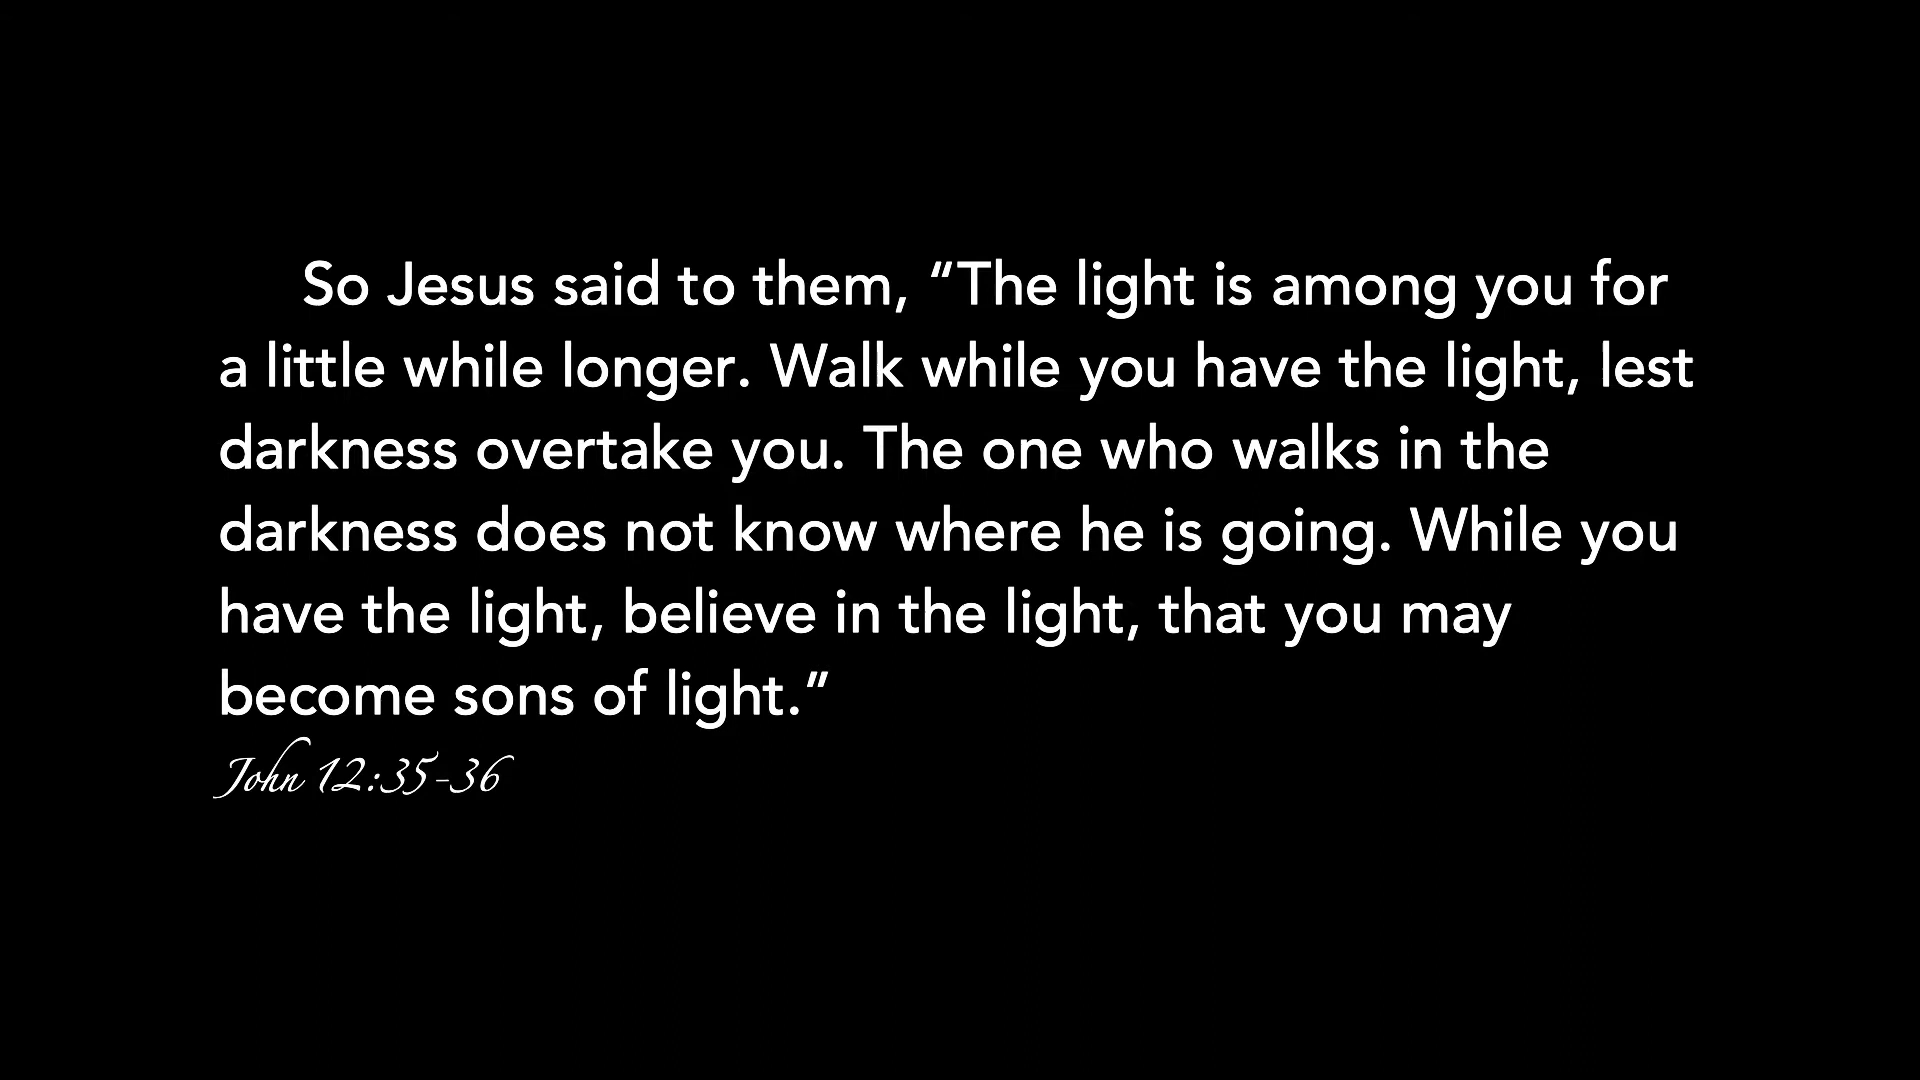 So Jesus said to them, “The light is among you for
a little while longer. Walk while you have the light, lest
darkness overtake you. The one who walks in the
darkness does not know where he is going. While you
have the light, believe in the light, that you may
become sons of light.”
John 12:35-36